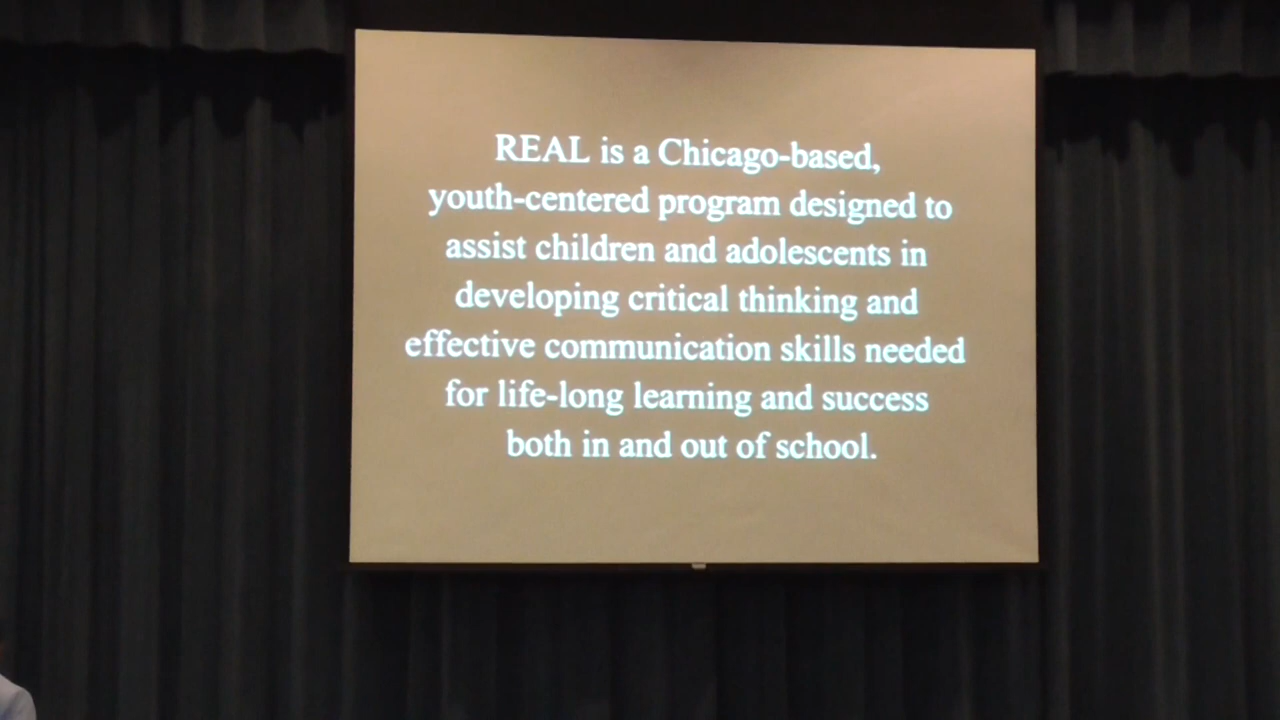 REAL is a Chicago-based,
youth-centered program designed to
assist children and adolescents in
developing critical thinking and
effective communication skills needed
for life-long learning and success
both in and out of school.